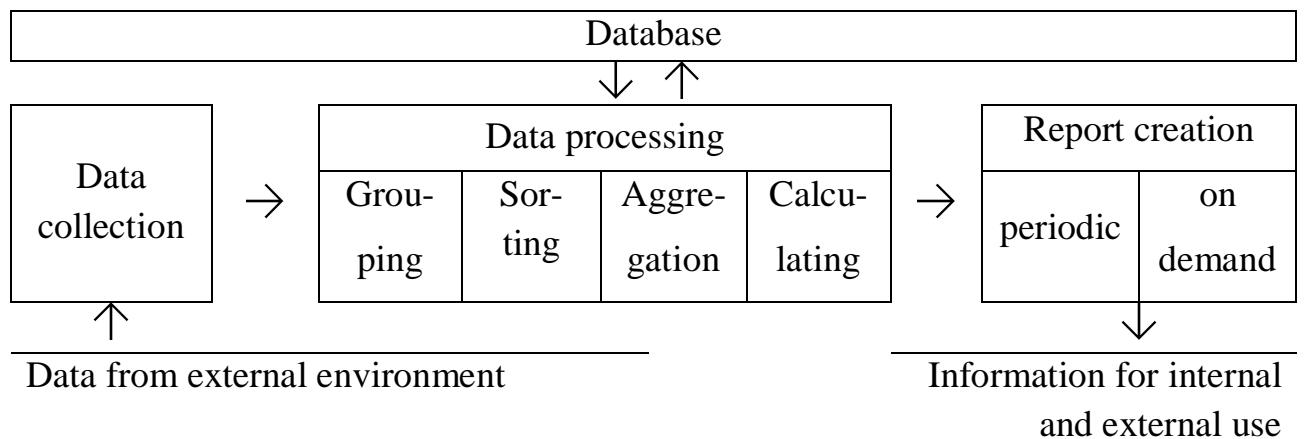 Database
Data
collection
Data processing
Grou-
ping
Sor-
ting
Aggre-
gation
Calcu-
lating
Report creation
periodic
on
demand
Data from external environment
Information for internal
and external use